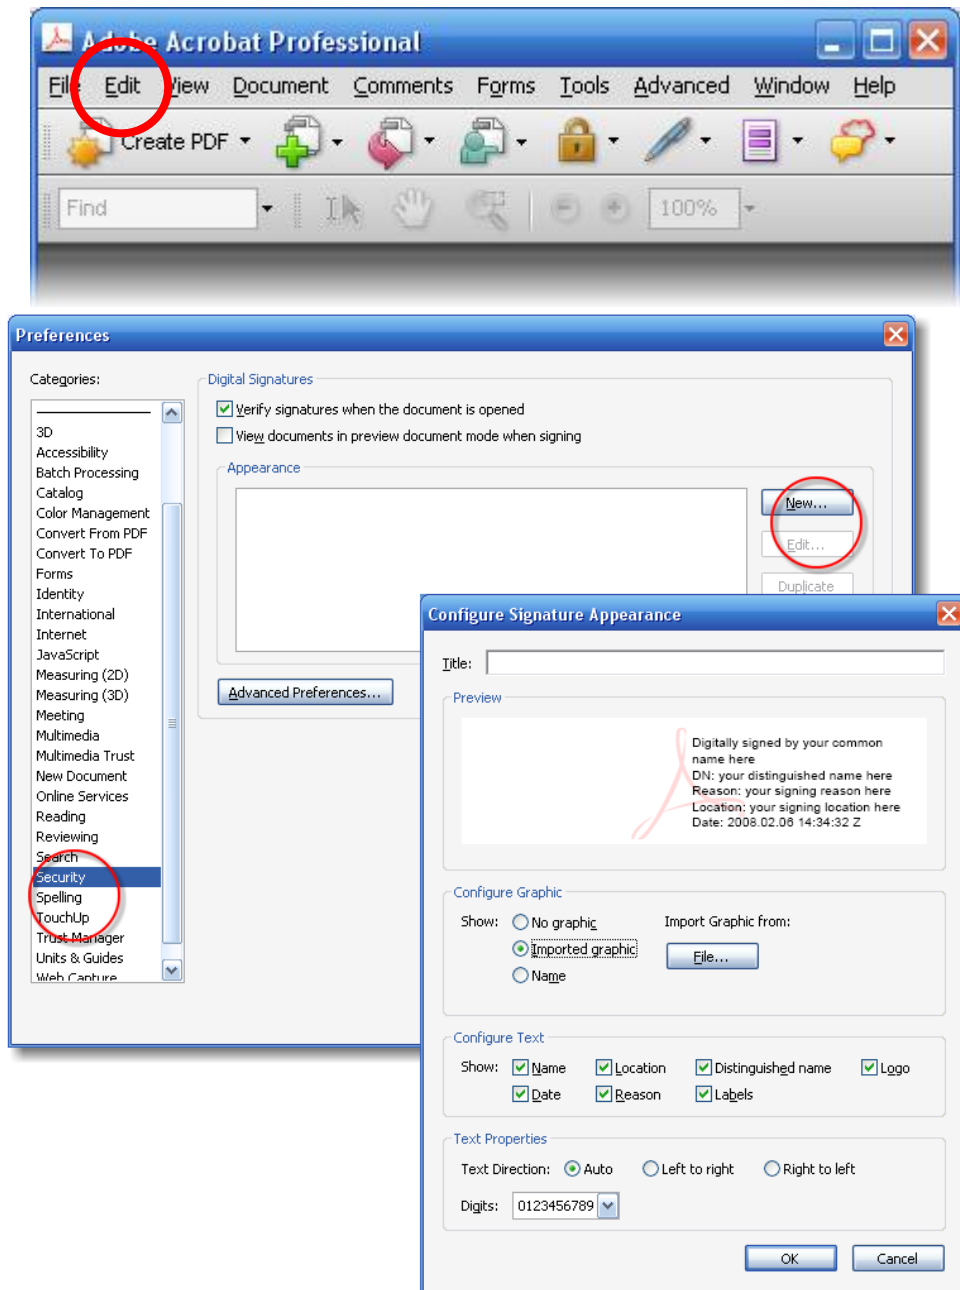 Adobe Acrobat Professional
File Edit View Document Comments Forms Tools Advanced Window Help
Create PDF
Find 100%
Preferences
Categories:
3D
Accessibility
Batch Processing
Catalog
Color Management
Convert From PDF
Convert To PDF
Forms
Identity
International
Internet
JavaScript
Measuring (2D)
Measuring (3D)
Meeting
Multimedia
Multimedia Trust
New Document
Online Services
Reading
Reviewing
Search
Security
Spelling
TouchUp
Trust Manager
Units & Guides
Web Capture
Digital Signatures
Verify signatures when the document is opened
View documents in preview document mode when signing
Appearance
New...
Edit...
Duplicate
Advanced Preferences...
Configure Signature Appearance
Title:
Preview
Digitally signed by your common
name here
DN: your distinguished name here
Reason: your signing reason here
Location: your signing location here
Date: 2008.02.06 14:34:32 Z
Configure Graphic
Show: No graphic
Imported graphic
Name
Import Graphic from:
File...
Configure Text
Show: Name Location Distinguished name Logo
Date Reason Labels
Text Properties
Text Direction: Auto Left to right Right to left
Digits: 0123456789
OK Cancel